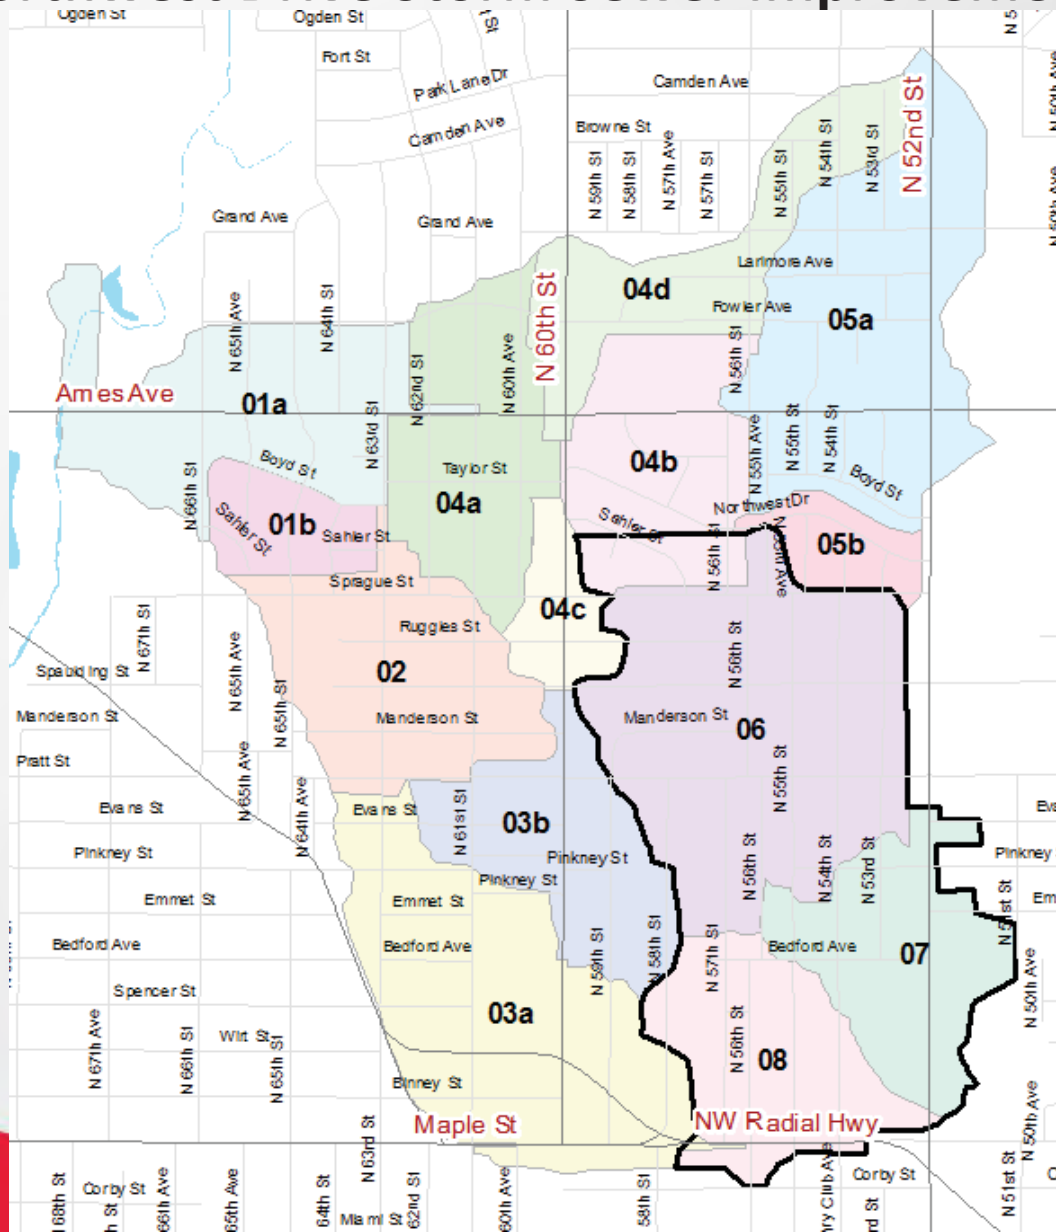 Ogden St
Ogden St
Fort St
Park Lane Dr
Camden Ave
Camden Ave
Browne St
N 59th St
N 58th St
N 57th Ave
N 57th St
N 55th St
N 54th St
N 53rd St
N 52nd St
N 50th Ave
Grand Ave
Grand Ave
Larimore Ave
04d
Fowler Ave
05a
N 60th St
N 65th Ave
N 64th St
N 62nd St
N 60th Ave
N 56th St
Ames Ave
01a
N 63rd St
N 55th Ave
N 55th St
N 54th St
Boyd St
Taylor St
04b
Boyd St
N 66th St
04a
Northwest Dr
Sahler St
01b
Sahler St
Sahler St
N 56th St
05b
Sprague St
04c
N 67th St
Ruggles St
N 65th Ave
N 56th St
Spaulding St
02
N 65th St
Manderson St
Manderson St
Manderson St
06
Pratt St
N 65th Ave
N 55th St
Evans St
N 64th Ave
Evans St
N 61st St
03b
Pinkney St
Pinkney St
Pinkney St
Pinkney
N 56th St
N 54th St
N 53rd St
Emmet St
Emmet St
N 51st St
Bedford Ave
Bedford Ave
N 59th St
N 58th St
N 57th St
Bedford Ave
07
Spencer St
03a
N 50th Ave
N 67th Ave
N 66th St
Wirt St
N 65th St
N 56th St
08
Binney St
Maple St
NW Radial Hwy
N 50th Ave
N 63rd St
Corby St
Corby St
N 51st St
68th St
66th Ave
65th Ave
64th St
Miami St
62nd St
60th Ave
58th St